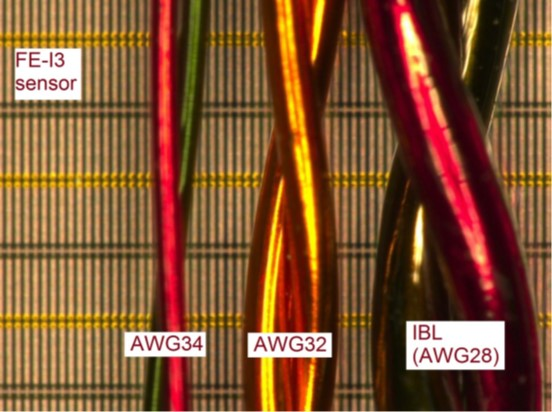 FE-I3
sensor
AWG34
AWG32
IBL
(AWG28)